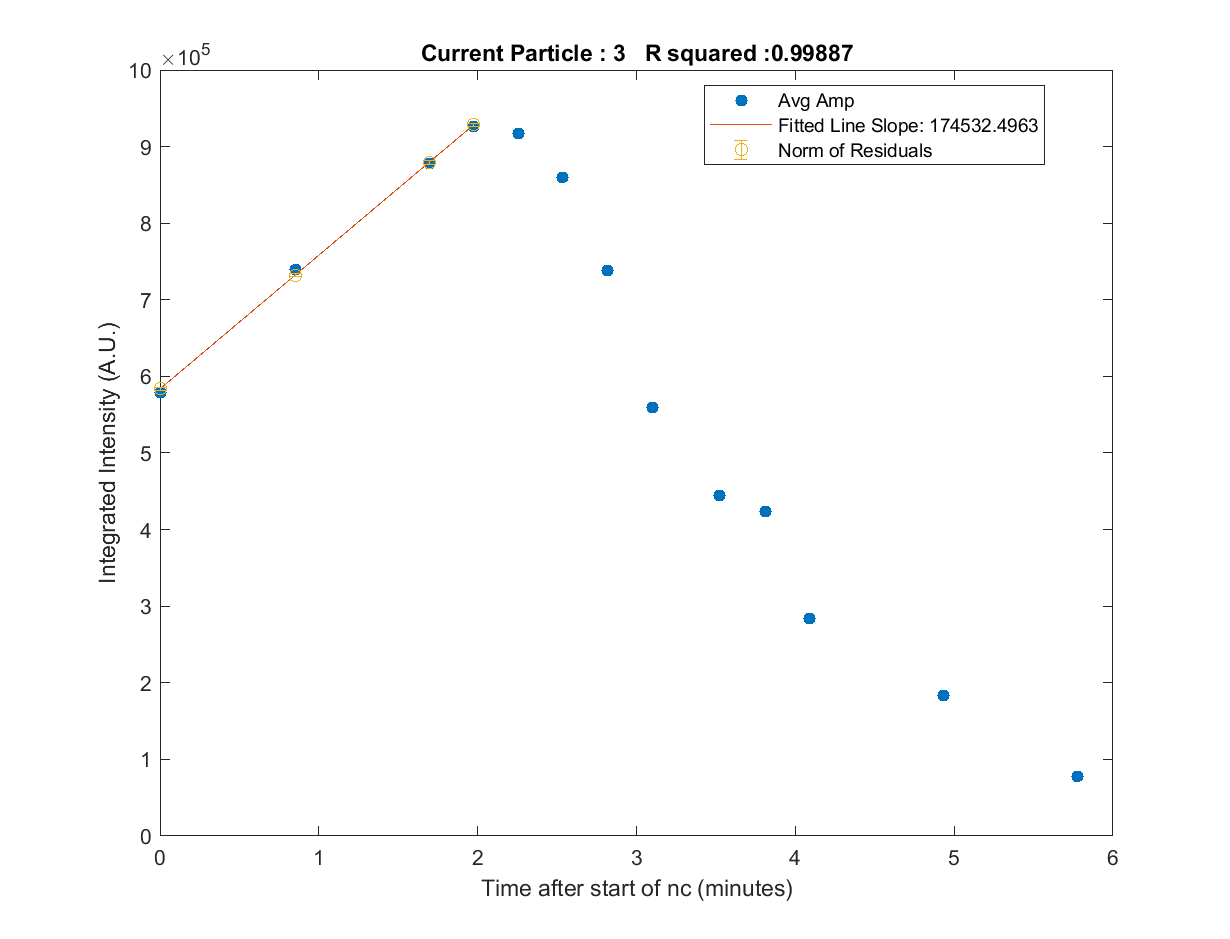 Current Particle : 3 R squared :0.99887
×10^5
Avg Amp
Fitted Line Slope: 174532.4963
Norm of Residuals
10
9
8
7
6
5
4
3
2
1
0
Integrated Intensity (A.U.)
0 1 2 3 4 5 6
Time after start of nc (minutes)